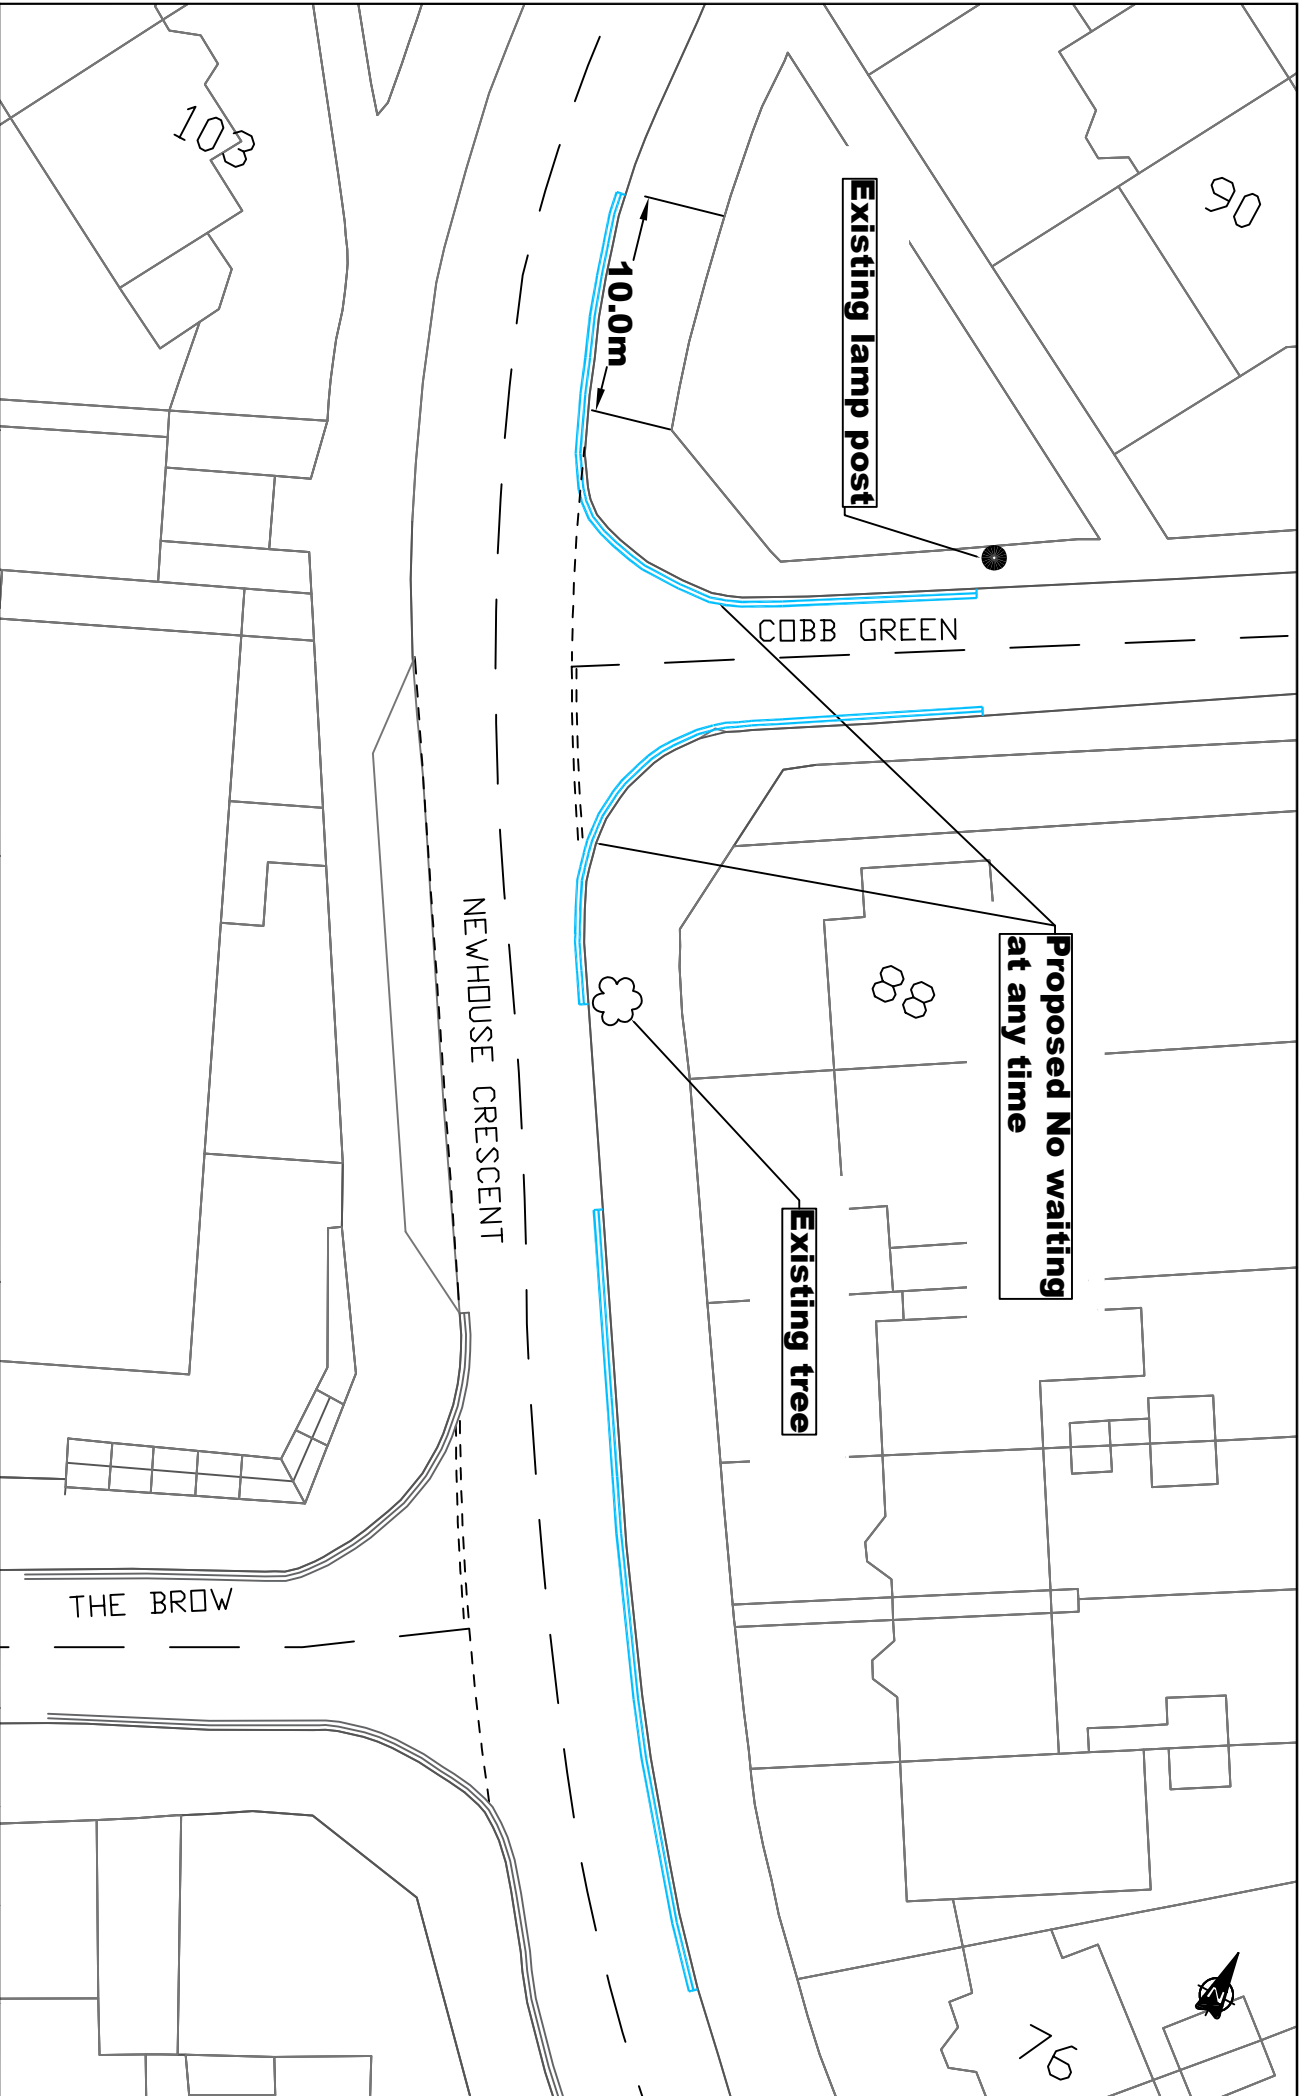 103
90
Existing lamp post
10.0m
COBB GREEN
88
Proposed No waiting
at any time
NEWHOUSE CRESCENT
Existing tree
THE BROW
76
N